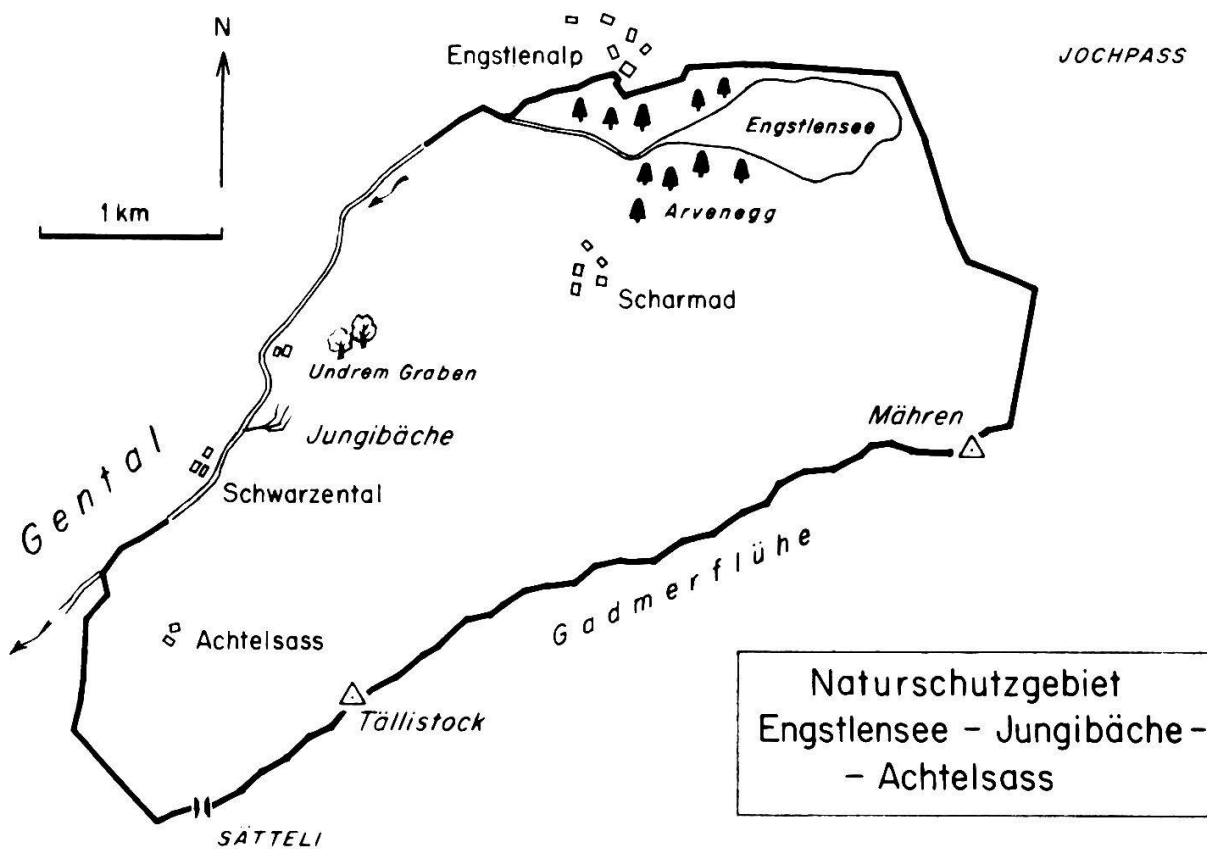 N
Engstlenalp
JOCHPASS
Engstlensee
1 km
Arvenegg
Scharmad
Undrem Graben
Mähren
Jungibäche
Gental
Schwarzental
Gadmerflühe
Achtelsass
Tällistock
SÄTTELI
Naturschutzgebiet
Engstlensee - Jungibäche -
- Achtelsass